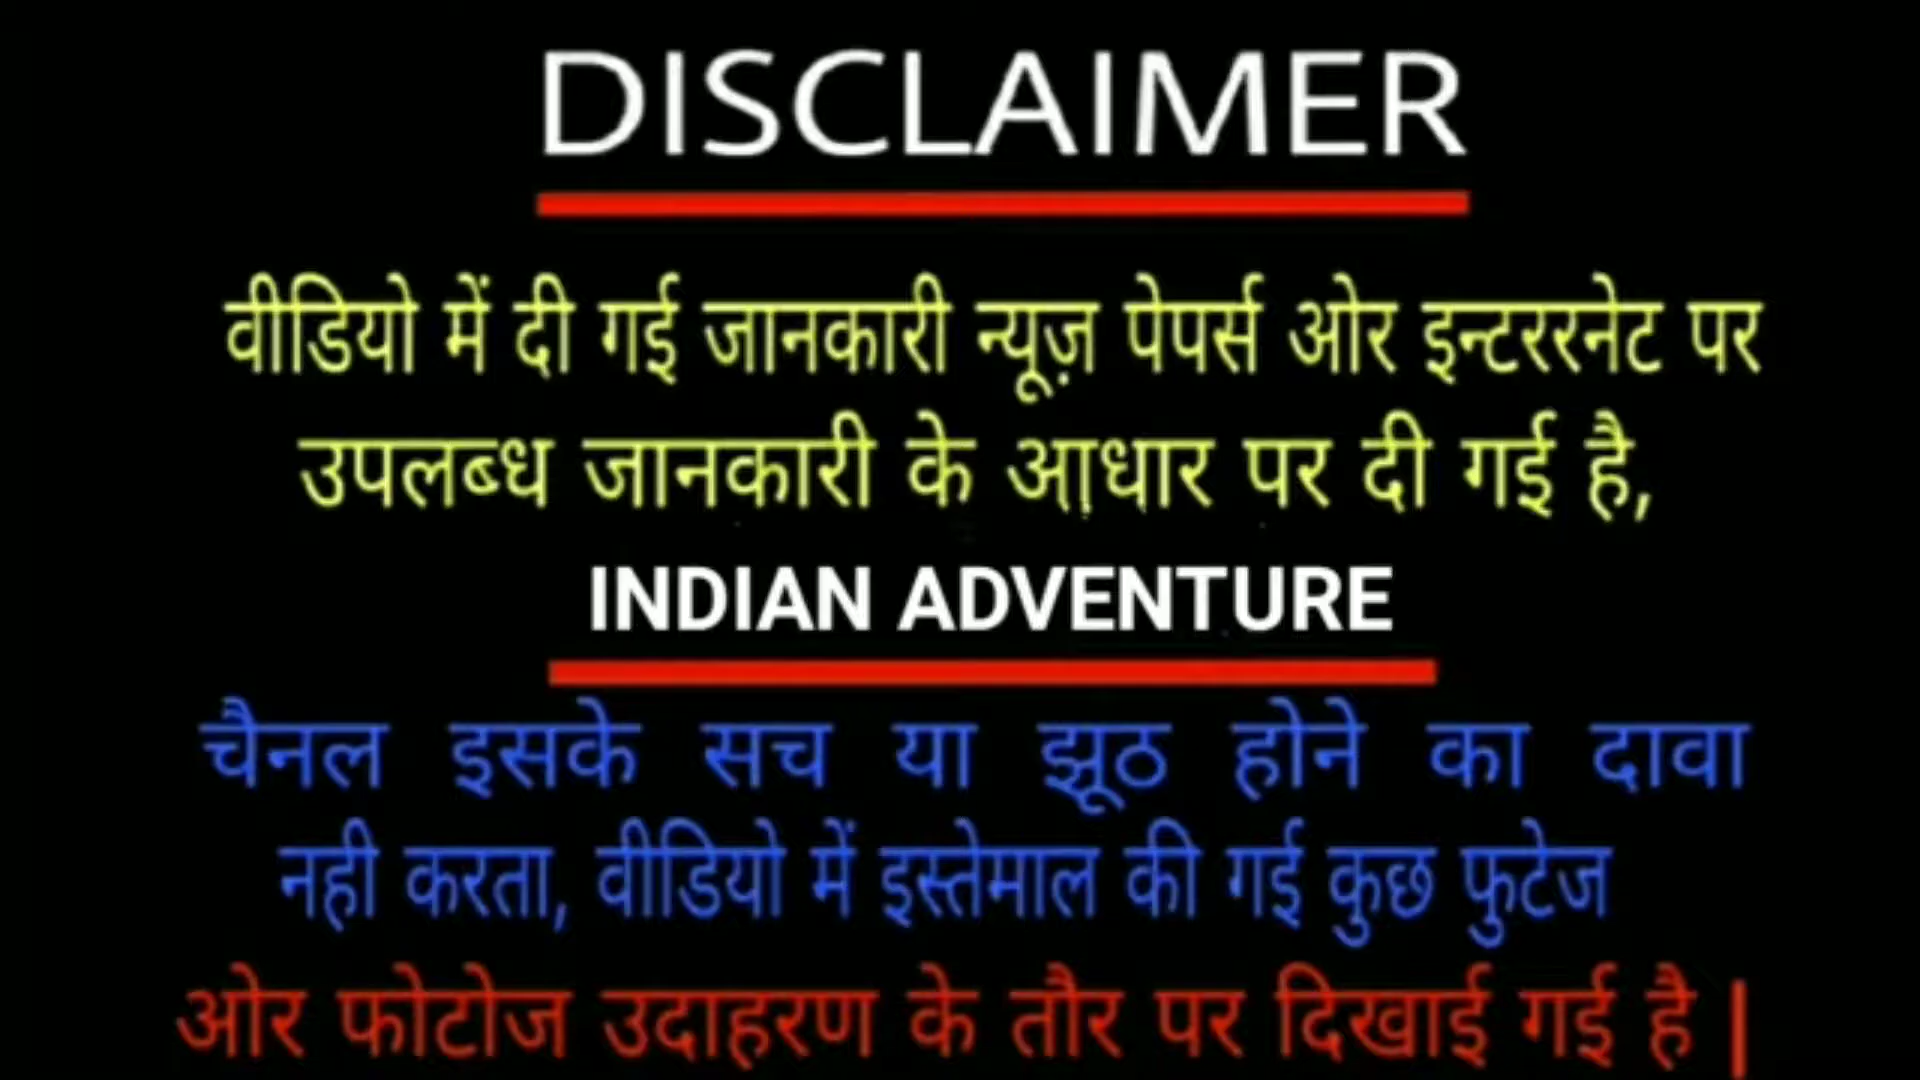 DISCLAIMER
वीडियो में दी गई जानकारी न्यूज़ पेपर्स ओर इन्टररनेट पर
उपलब्ध जानकारी के आ़धार पर दी गई है,
INDIAN ADVENTURE
चैनल इसके सच या झूठ होने का दावा
नही करता, वीडियो में इस्तेमाल की गई कुछ फुटेज
ओर फोटोज उदाहरण के तौर पर दिखाई गई है |